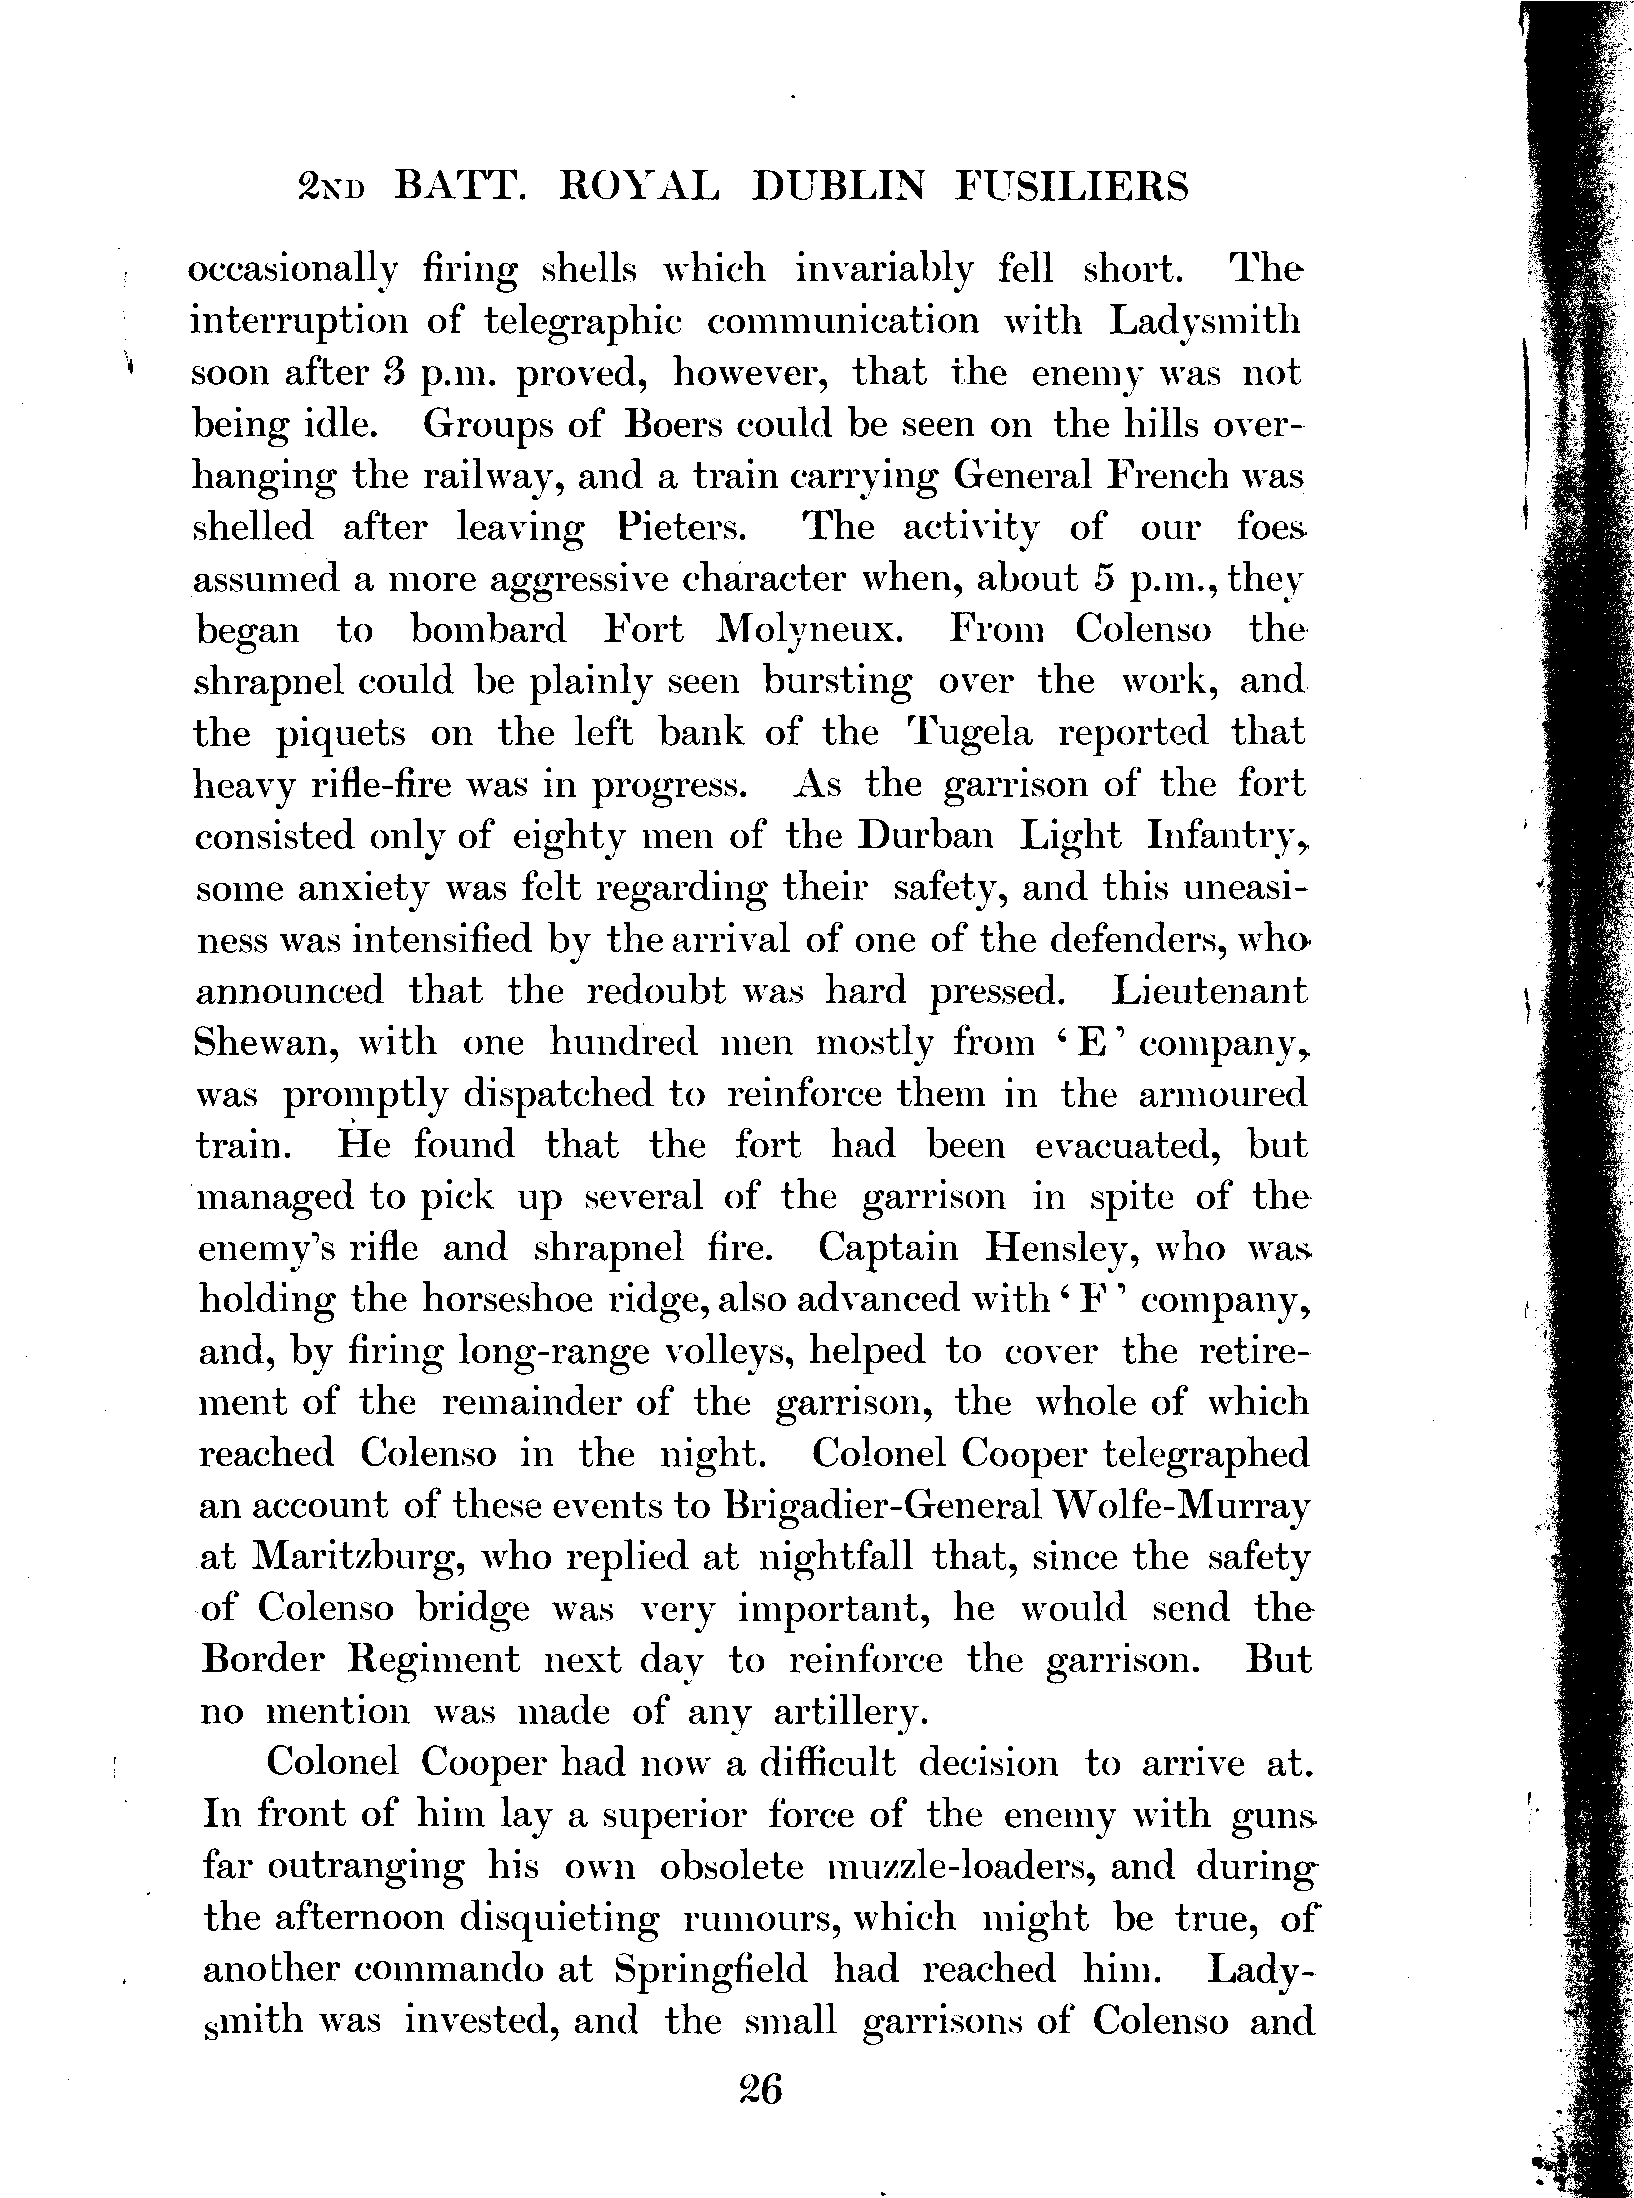 2ND BATT. ROYAL DUBLIN FUSILIERS
occasionally firing shells which invariably fell short. The
interruption of telegraphic communication with Ladysmith
soon after 3 p.m. proved, however, that the enemy was not
being idle. Groups of Boers could be seen on the hills over-
hanging the railway, and a train carrying General French was
shelled after leaving Pieters. The activity of our foes
assumed a more aggressive character when, about 5 p.m., they
began to bombard Fort Molyneux. From Colenso the
shrapnel could be plainly seen bursting over the work, and
the piquets on the left bank of the Tugela reported that
heavy rifle-fire was in progress. As the garrison of the fort
consisted only of eighty men of the Durban Light Infantry,
some anxiety was felt regarding their safety, and this uneasi-
ness was intensified by the arrival of one of the defenders, who
announced that the redoubt was hard pressed. Lieutenant
Shewan, with one hundred men mostly from ‘E’ company,
was promptly dispatched to reinforce them in the armoured
train. He found that the fort had been evacuated, but
managed to pick up several of the garrison in spite of the
enemy's rifle and shrapnel fire. Captain Hensley, who was
holding the horseshoe ridge, also advanced with ‘F’ company,
and, by firing long-range volleys, helped to cover the retire-
ment of the remainder of the garrison, the whole of which
reached Colenso in the night. Colonel Cooper telegraphed
an account of these events to Brigadier-General Wolfe-Murray
at Maritzburg, who replied at nightfall that, since the safety
of Colenso bridge was very important, he would send the
Border Regiment next day to reinforce the garrison. But
no mention was made of any artillery.
Colonel Cooper had now a difficult decision to arrive at.
In front of him lay a superior force of the enemy with guns
far outranging his own obsolete muzzle-loaders, and during
the afternoon disquieting rumours, which might be true, of
another commando at Springfield had reached him. Lady-
smith was invested, and the small garrisons of Colenso and
26